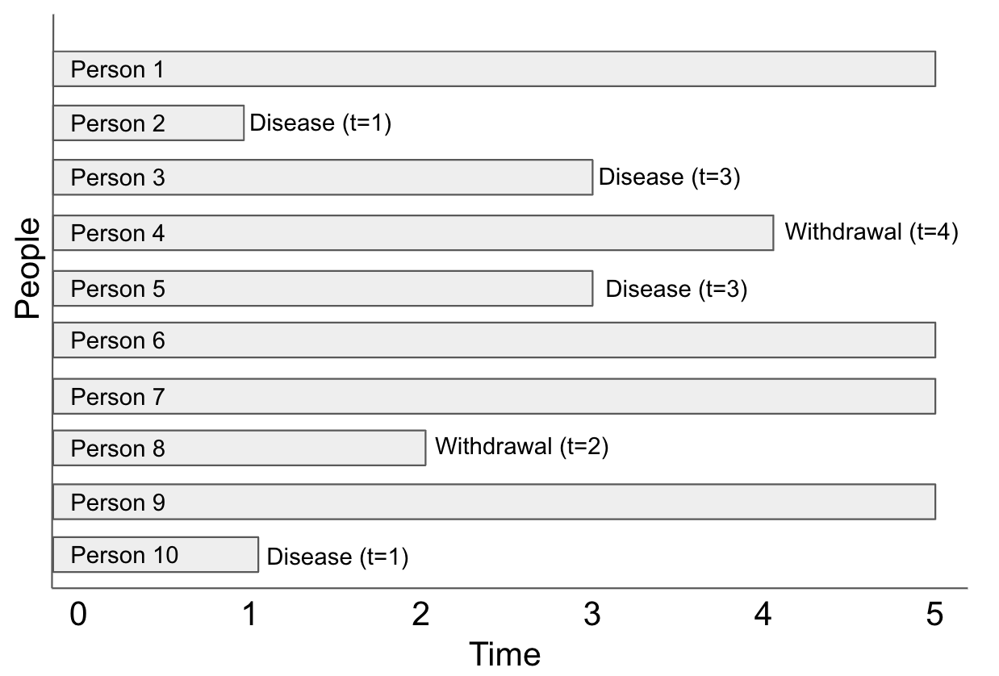 Person 1
Person 2 Disease (t=1)
Person 3 Disease (t=3)
Person 4 Withdrawal (t=4)
Person 5 Disease (t=3)
Person 6
Person 7
Person 8 Withdrawal (t=2)
Person 9
Person 10 Disease (t=1)
People
0 1 2 3 4 5
Time